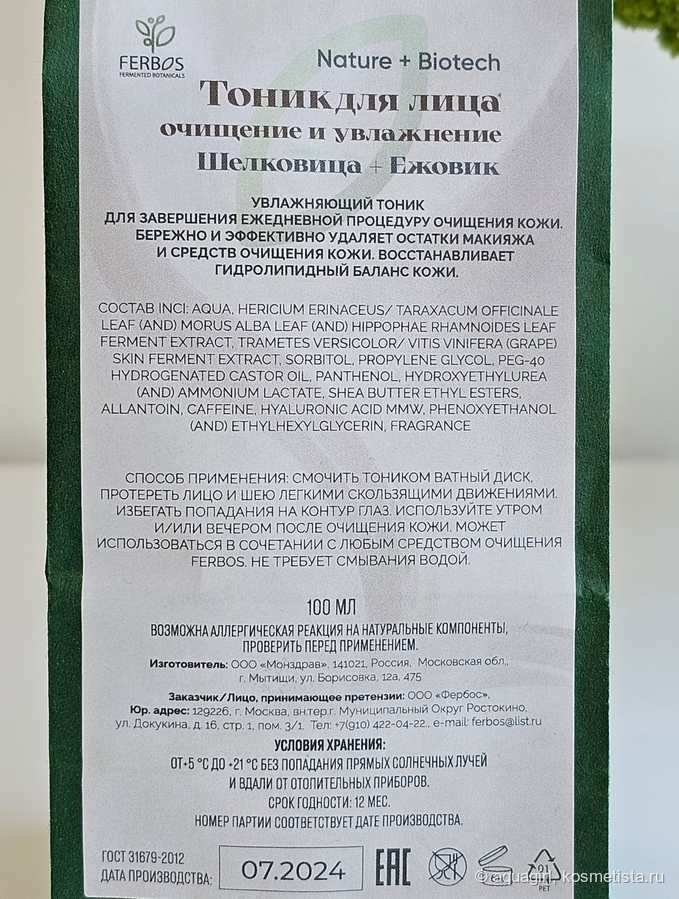 FERBOS
FERMENTED BOTANICALS
Nature + Biotech
Тоник для лица
очищение и увлажнение
Шелковица + Ежовик
УВЛАЖНЯЮЩИЙ ТОНИК
ДЛЯ ЗАВЕРШЕНИЯ ЕЖЕДНЕВНОЙ ПРОЦЕДУРУ ОЧИЩЕНИЯ КОЖИ.
БЕРЕЖНО И ЭФФЕКТИВНО УДАЛЯЕТ ОСТАТКИ МАКИЯЖА
И СРЕДСТВ ОЧИЩЕНИЯ КОЖИ. ВОССТАНАВЛИВАЕТ
ГИДРОЛИПИДНЫЙ БАЛАНС КОЖИ.
СОСТАВ INCI: AQUA, HERICIUM ERINACEUS/ TARAXACUM OFFICINALE
LEAF (AND) MORUS ALBA LEAF (AND) HIPPOPHAE RHAMNOIDES LEAF
FERMENT EXTRACT, TRAMETES VERSICOLOR/ VITIS VINIFERA (GRAPE)
SKIN FERMENT EXTRACT, SORBITOL, PROPYLENE GLYCOL, PEG-40
HYDROGENATED CASTOR OIL, PANTHENOL, HYDROXYETHYLUREA
(AND) AMMONIUM LACTATE, SHEA BUTTER ETHYL ESTERS,
ALLANTOIN, CAFFEINE, HYALURONIC ACID MMW, PHENOXYETHANOL
(AND) ETHYLHEXYLGLYCERIN, FRAGRANCE
СПОСОБ ПРИМЕНЕНИЯ: СМОЧИТЬ ТОНИКОМ ВАТНЫЙ ДИСК,
ПРОТЕРЕТЬ ЛИЦО И ШЕЮ ЛЕГКИМИ СКОЛЬЗЯЩИМИ ДВИЖЕНИЯМИ.
ИЗБЕГАТЬ ПОПАДАНИЯ НА КОНТУР ГЛАЗ. ИСПОЛЬЗУЙТЕ УТРОМ
И/ИЛИ ВЕЧЕРОМ ПОСЛЕ ОЧИЩЕНИЯ КОЖИ. МОЖЕТ
ИСПОЛЬЗОВАТЬСЯ В СОЧЕТАНИИ С ЛЮБЫМ СРЕДСТВОМ ОЧИЩЕНИЯ
FERBOS. НЕ ТРЕБУЕТ СМЫВАНИЯ ВОДОЙ.
100 МЛ
ВОЗМОЖНА АЛЛЕРГИЧЕСКАЯ РЕАКЦИЯ НА НАТУРАЛЬНЫЕ КОМПОНЕНТЫ,
ПРОВЕРИТЬ ПЕРЕД ПРИМЕНЕНИЕМ.
Изготовитель: ООО «Монздрав», 141021, Россия, Московская обл.,
г. Мытищи, ул. Борисовка, 12а, 475
Заказчик/Лицо, принимающее претензии: ООО «Фербос»,
Юр. адрес: 129226, г. Москва, вн.тер.г. Муниципальный Округ Ростокино,
ул. Докукина, д. 16, стр. 1, пом. 3/1. Тел: +7(910) 422-04-22., e-mail: ferbos@list.ru
УСЛОВИЯ ХРАНЕНИЯ:
ОТ+5 °С ДО +21 °С БЕЗ ПОПАДАНИЯ ПРЯМЫХ СОЛНЕЧНЫХ ЛУЧЕЙ
И ВДАЛИ ОТ ОТОПИТЕЛЬНЫХ ПРИБОРОВ.
СРОК ГОДНОСТИ: 12 МЕС.
НОМЕР ПАРТИИ СООТВЕТСТВУЕТ ДАТЕ ПРОИЗВОДСТВА.
ГОСТ 31679-2012
ДАТА ПРОИЗВОДСТВА:
07.2024
EAC
01
PET
kosmetista.ru